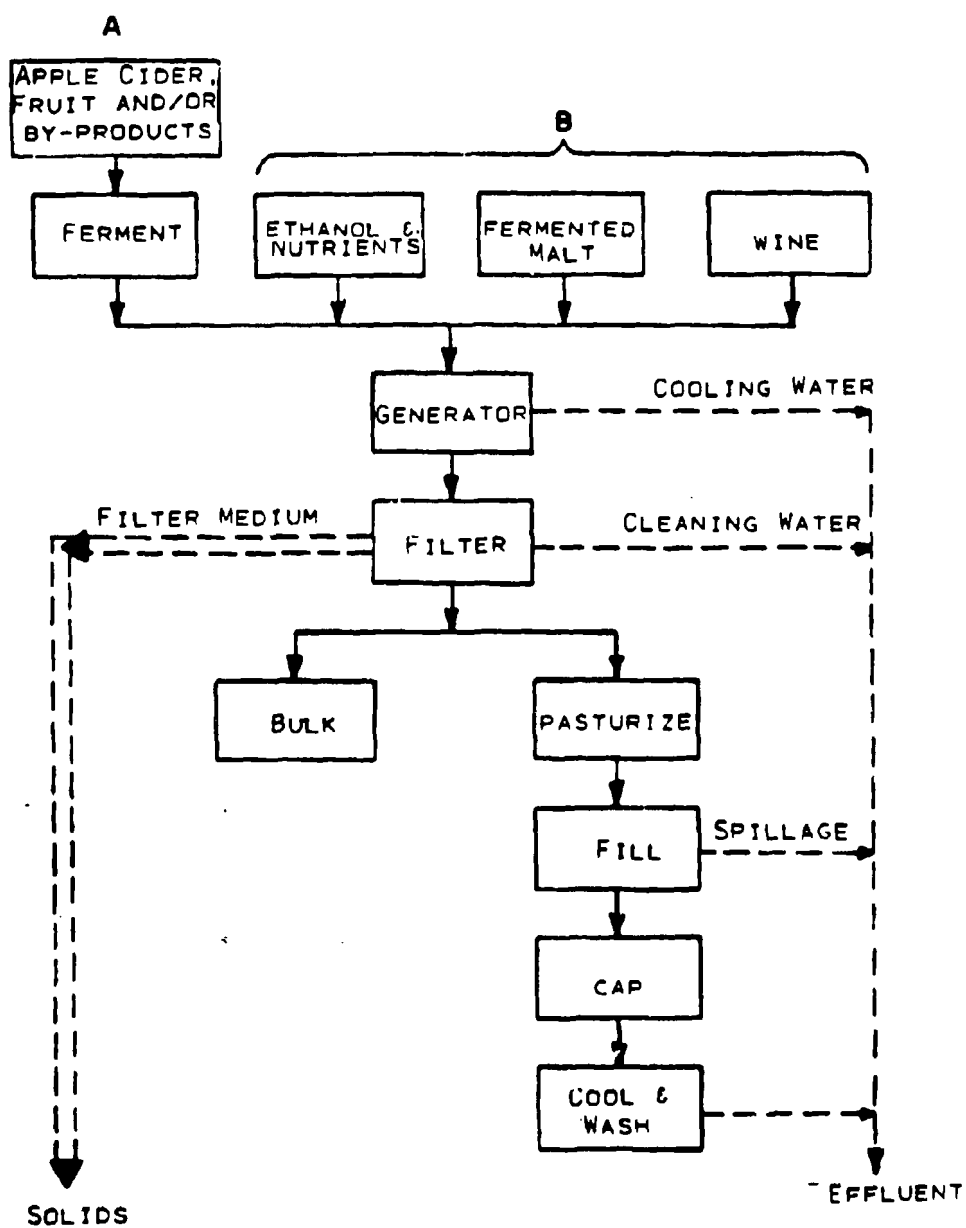 A
APPLE CIDER,
FRUIT AND/OR
BY-PRODUCTS
B
FERMENT
ETHANOL &
NUTRIENTS
FERMENTED
MALT
WINE
GENERATOR
COOLING WATER
FILTER MEDIUM
FILTER
CLEANING WATER
BULK
PASTURIZE
FILL
SPILLAGE
CAP
COOL &
WASH
EFFLUENT
SOLIDS